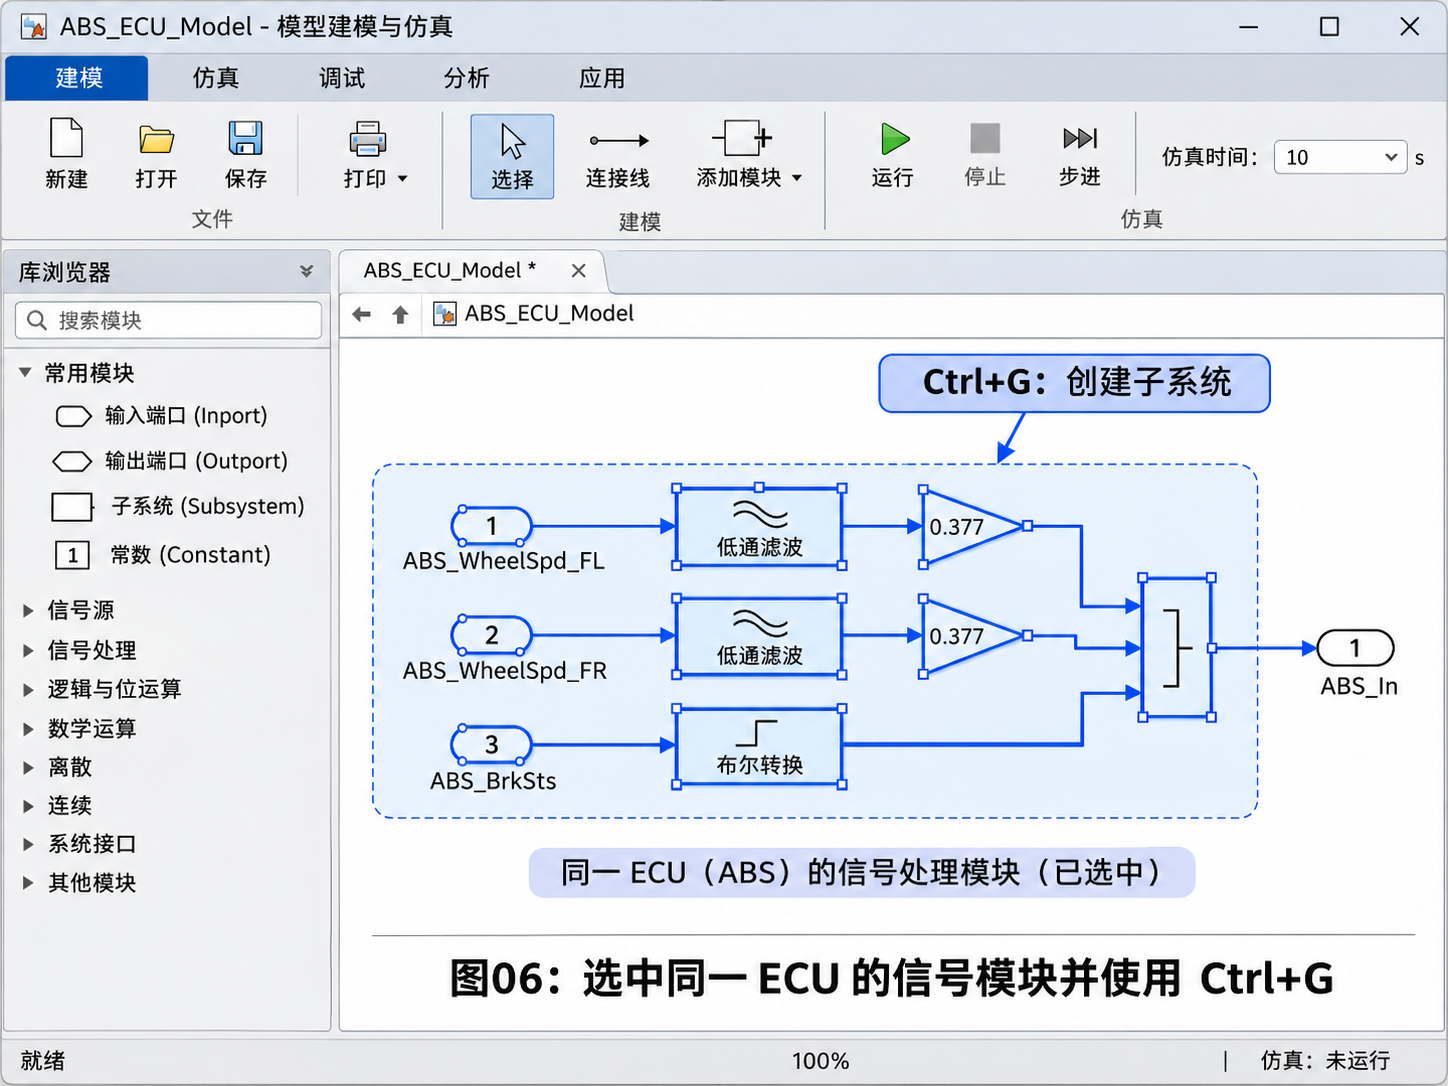 ABS_ECU_Model - 模型建模与仿真
建模 仿真 调试 分析 应用
新建 打开 保存 打印 选择 连接线 添加模块 运行 停止 步进 仿真时间： 10 s
文件 建模 仿真
库浏览器
搜索模块
常用模块
输入端口 (Inport)
输出端口 (Outport)
子系统 (Subsystem)
1 常数 (Constant)
信号源
信号处理
逻辑与位运算
数学运算
离散
连续
系统接口
其他模块
ABS_ECU_Model *
ABS_ECU_Model
Ctrl+G：创建子系统
1 低通滤波 0.377
ABS_WheelSpd_FL
2 低通滤波 0.377
ABS_WheelSpd_FR
3 布尔转换
ABS_BrkSts
1
ABS_In
同一 ECU（ABS）的信号处理模块（已选中）
图06：选中同一 ECU 的信号模块并使用 Ctrl+G
就绪 100% | 仿真：未运行